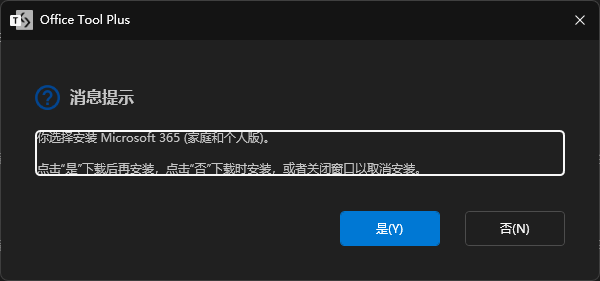 Office Tool Plus
消息提示
你选择安装 Microsoft 365 (家庭和个人版)。
点击“是”下载后再安装，点击“否”下载时安装，或者关闭窗口以取消安装。
是(Y)
否(N)